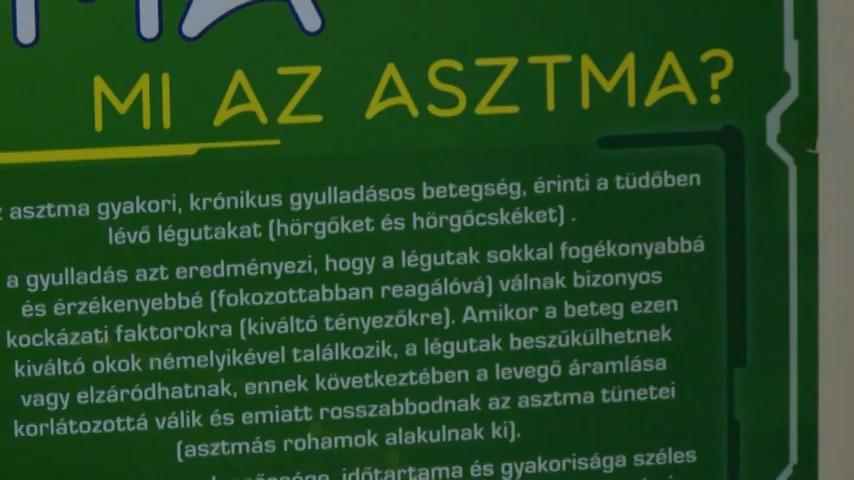 MA
MI AZ ASZTMA?
asztma gyakori, krónikus gyulladásos betegség, érinti a tüdőben
lévő légutakat (hörgőket és hörgőcskéket) .
a gyulladás azt eredményezi, hogy a légutak sokkal fogékonyabbá
és érzékenyebbé (fokozottabban reagálóvá) válnak bizonyos
kockázati faktorokra (kiváltó tényezőkre). Amikor a beteg ezen
kiváltó okok némelyikével találkozik, a légutak beszűkülhetnek
vagy elzáródhatnak, ennek következtében a levegő áramlása
korlátozottá válik és emiatt rosszabbodnak az asztma tünetei
(asztmás rohamok alakulnak ki).
időtartama és gyakorisága széles